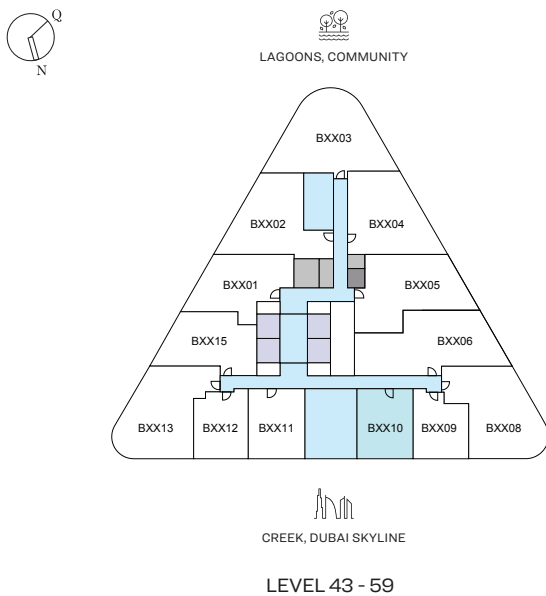 Q
N
LAGOONS, COMMUNITY
BXX03
BXX02 BXX04
BXX01 BXX05
BXX15 BXX06
BXX13 BXX12 BXX11 BXX10 BXX09 BXX08
CREEK, DUBAI SKYLINE
LEVEL 43 - 59